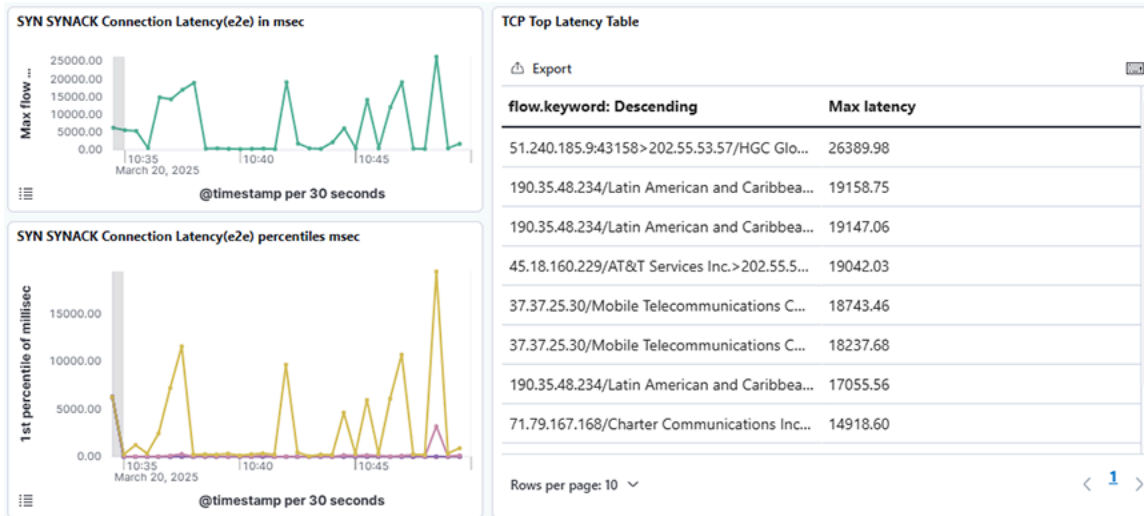 SYN SYNACK Connection Latency(e2e) in msec
Max flow ...
25000.00
20000.00
15000.00
10000.00
5000.00
0.00
10:35
10:40
10:45
March 20, 2025
@timestamp per 30 seconds
SYN SYNACK Connection Latency(e2e) percentiles msec
1st percentile of millisec
15000.00
10000.00
5000.00
0.00
10:35
10:40
10:45
March 20, 2025
@timestamp per 30 seconds
TCP Top Latency Table
Export
flow.keyword: Descending Max latency
51.240.185.9:43158>202.55.53.57/HGC Glo... 26389.98
190.35.48.234/Latin American and Caribbea... 19158.75
190.35.48.234/Latin American and Caribbea... 19147.06
45.18.160.229/AT&T Services Inc.>202.55.5... 19042.03
37.37.25.30/Mobile Telecommunications C... 18743.46
37.37.25.30/Mobile Telecommunications C... 18237.68
190.35.48.234/Latin American and Caribbea... 17055.56
71.79.167.168/Charter Communications Inc... 14918.60
Rows per page: 10
1